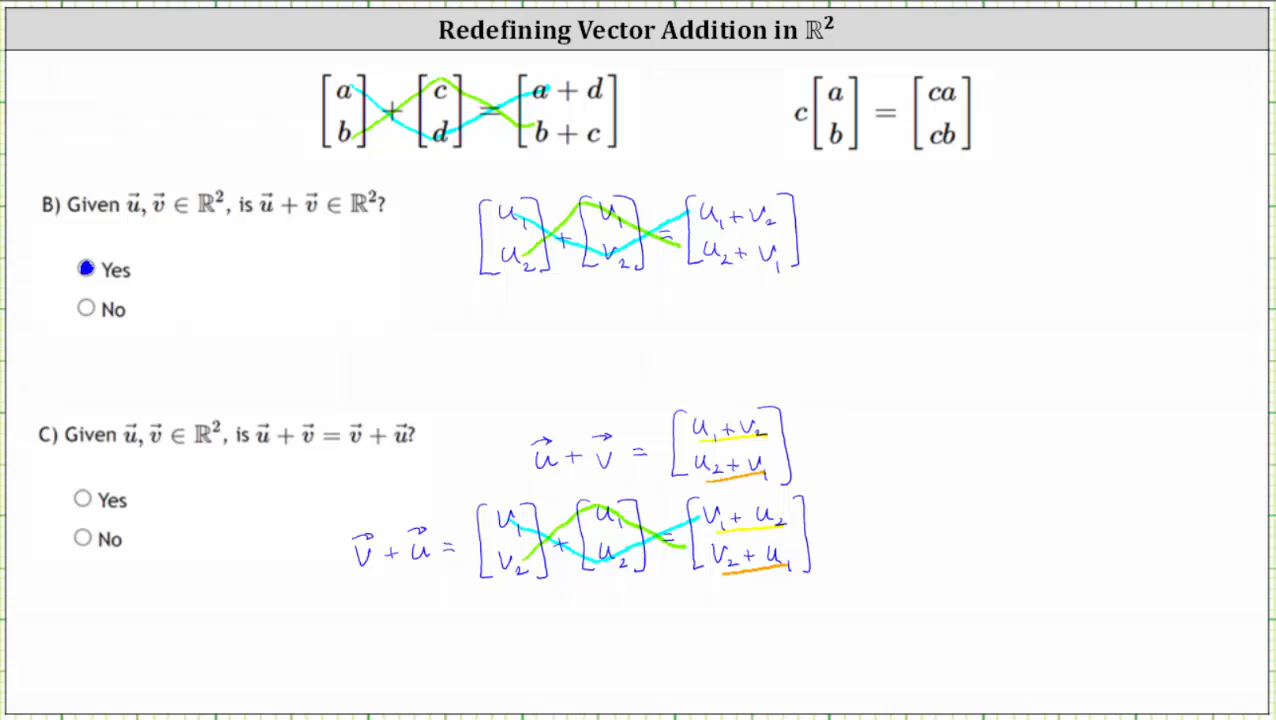 Redefining Vector Addition in ℝ²
[a b] + [c d] = [a + d b + c]
c [a b] = [ca cb]
B) Given u⃗, v⃗ ∈ ℝ², is u⃗ + v⃗ ∈ ℝ²?
[u₁ u₂] + [v₁ v₂] = [u₁ + v₂ u₂ + v₁]
Yes
No
C) Given u⃗, v⃗ ∈ ℝ², is u⃗ + v⃗ = v⃗ + u⃗?
u⃗ + v⃗ = [u₁ + v₂ u₂ + v₁]
Yes
No
v⃗ + u⃗ = [v₁ v₂] + [u₁ u₂] = [v₁ + u₂ v₂ + u₁]